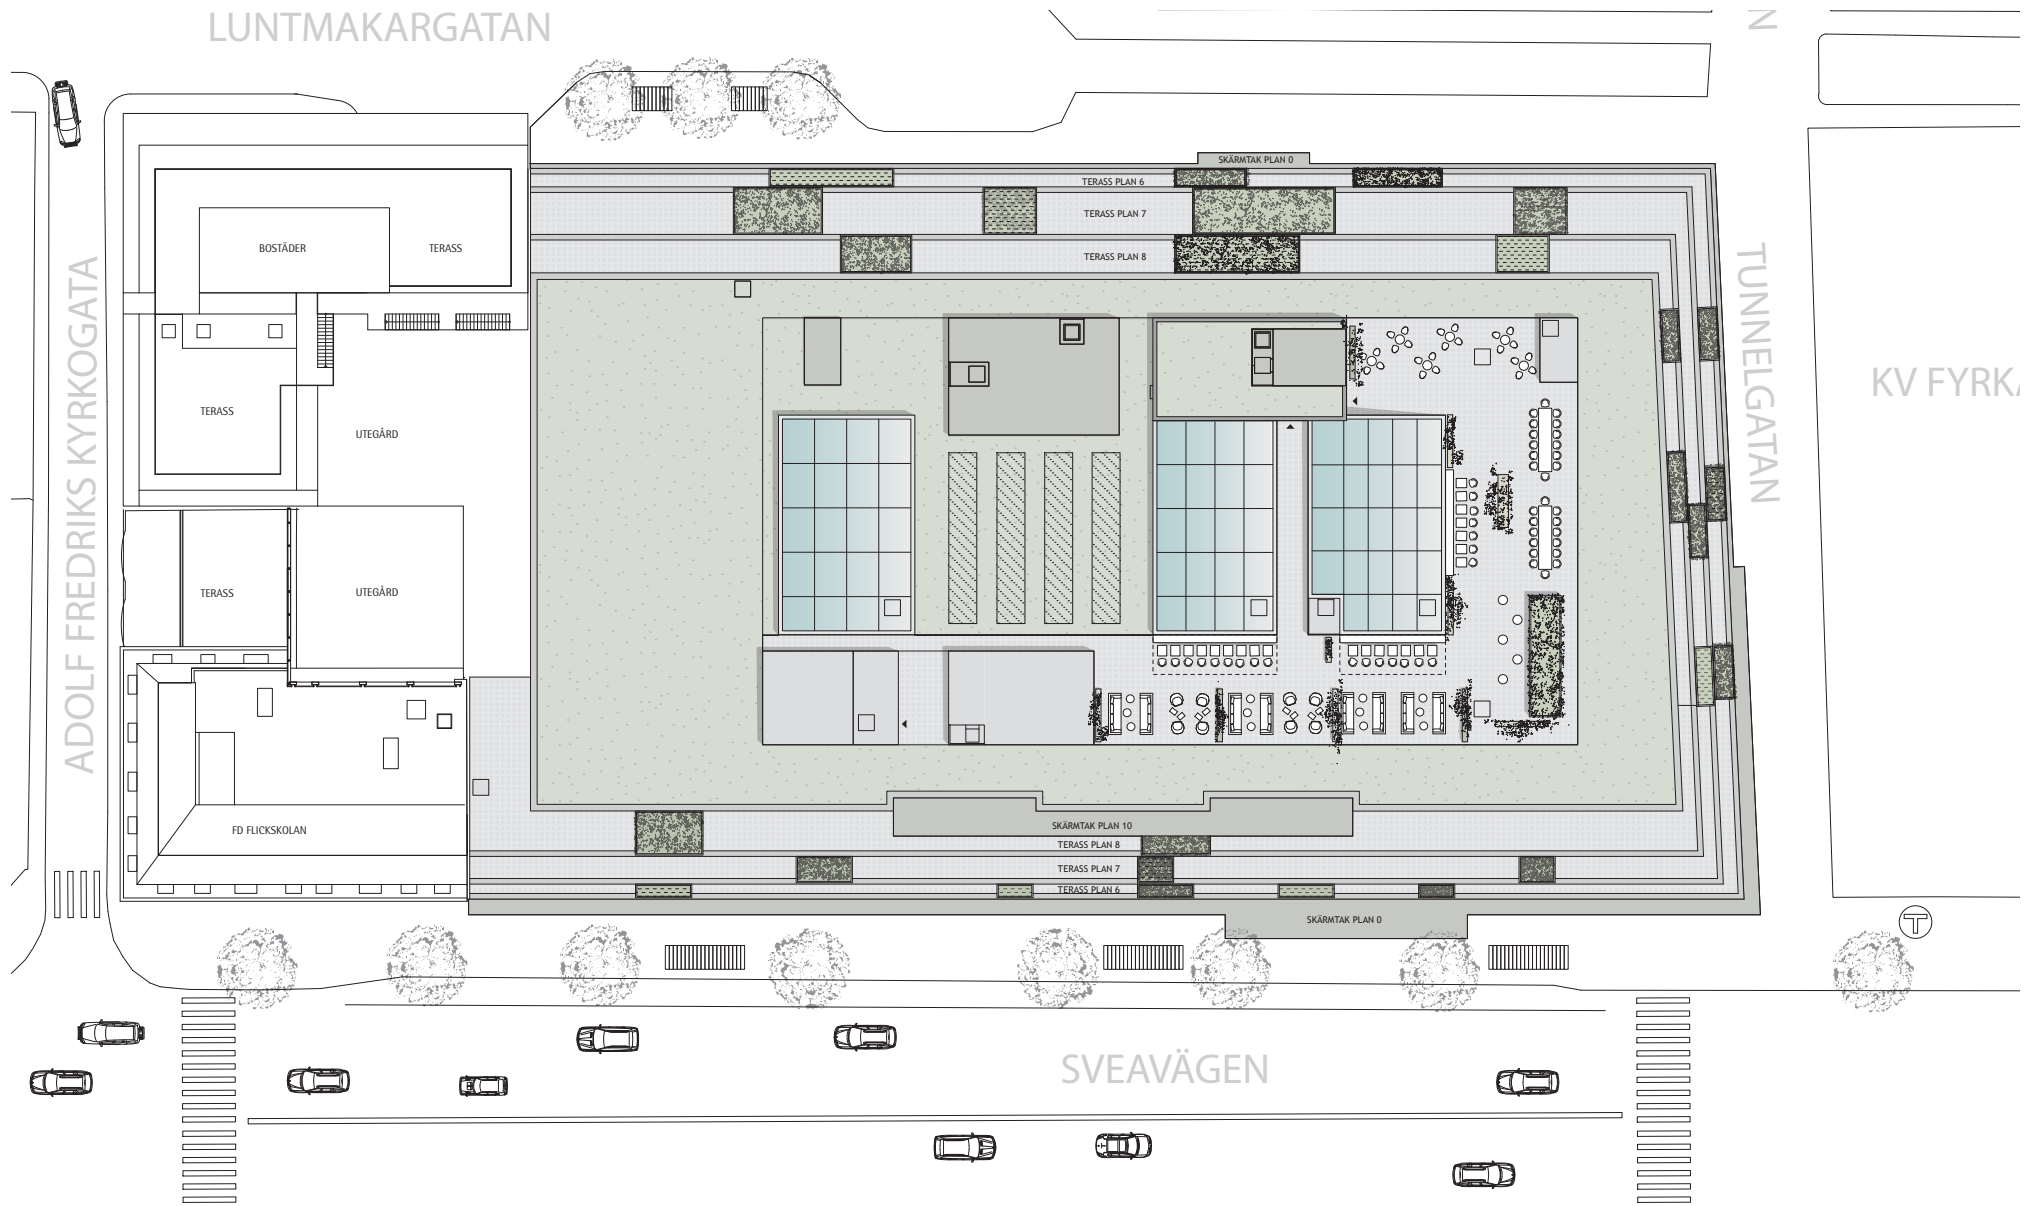 LUNTMAKARGATAN
N
SKÄRMTAK PLAN 0
TERASS PLAN 6
TERASS PLAN 7
TERASS PLAN 8
BOSTÄDER
TERASS
ADOLF FREDRIKS KYRKOGATA
TUNNELGATAN
KV FYRKA
TERASS
UTEGÅRD
TERASS
UTEGÅRD
FD FLICKSKOLAN
SKÄRMTAK PLAN 10
TERASS PLAN 8
TERASS PLAN 7
TERASS PLAN 6
SKÄRMTAK PLAN 0
T
SVEAVÄGEN